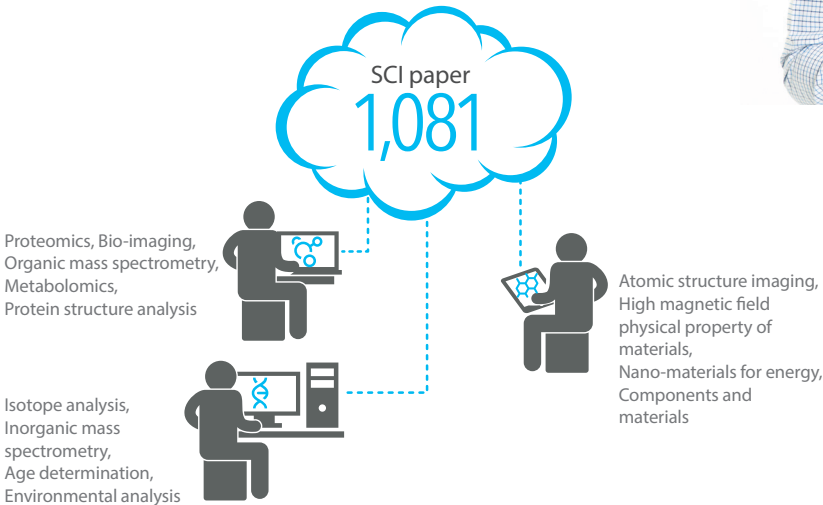 SCI paper
1,081
Proteomics, Bio-imaging,
Organic mass spectrometry,
Metabolomics,
Protein structure analysis
Atomic structure imaging,
High magnetic field
physical property of
materials,
Nano-materials for energy,
Components and
materials
Isotope analysis,
Inorganic mass
spectrometry,
Age determination,
Environmental analysis